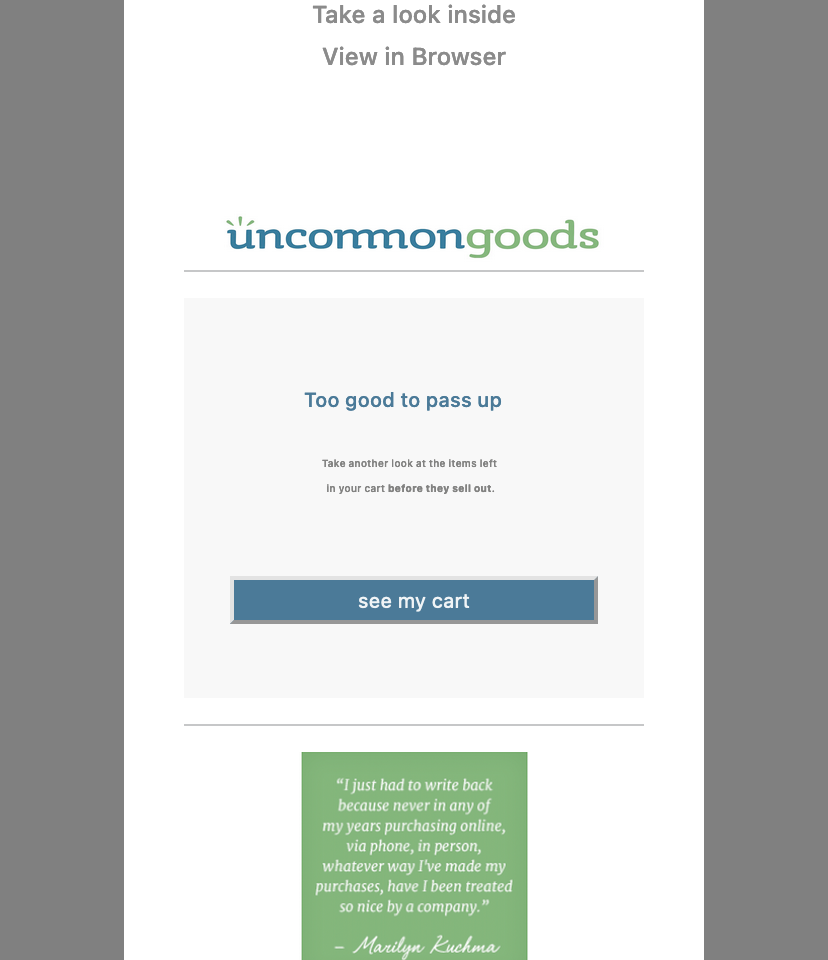 Take a look inside
View in Browser
uncommongoods
Too good to pass up
Take another look at the items left
in your cart before they sell out.
see my cart
“I just had to write back
because never in any of
my years purchasing online,
via phone, in person,
whatever way I've made my
purchases, have I been treated
so nice by a company.”
– Marilyn Kuchma